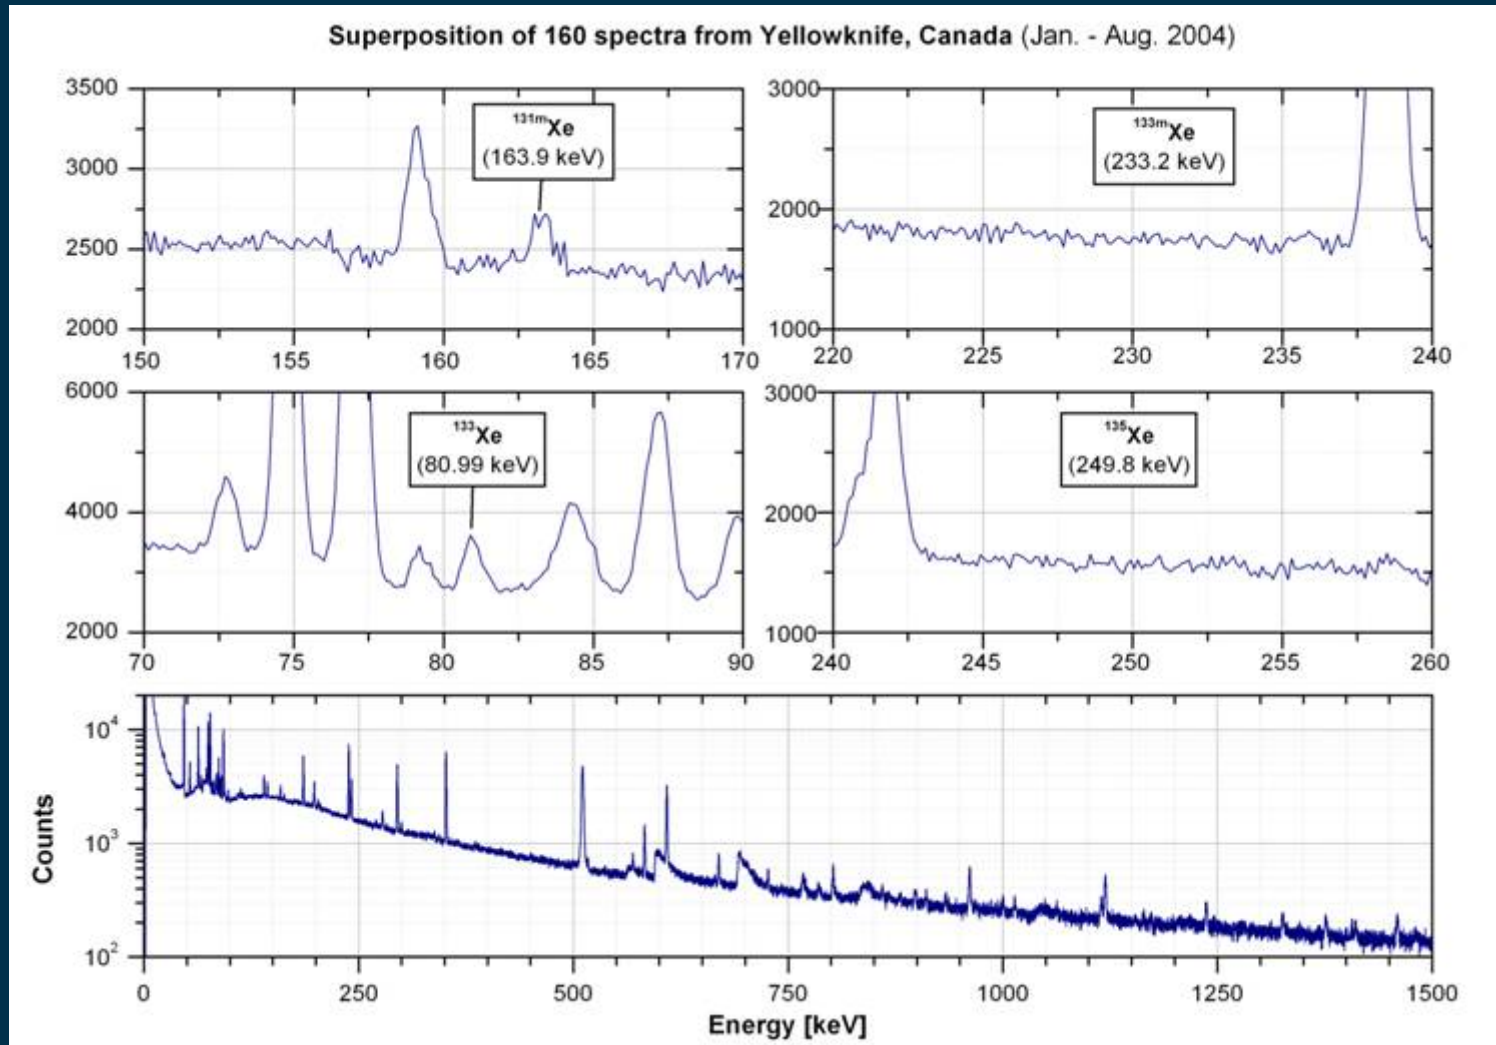 Superposition of 160 spectra from Yellowknife, Canada (Jan. - Aug. 2004)
3500
3000
2500
2000
150 155 160 165 170
¹³¹ᵐXe
(163.9 keV)
3000
2000
1000
220 225 230 235 240
¹³³ᵐXe
(233.2 keV)
6000
4000
2000
70 75 80 85 90
¹³³Xe
(80.99 keV)
3000
2000
1000
240 245 250 255 260
¹³⁵Xe
(249.8 keV)
Counts
10⁴
10³
10²
0 250 500 750 1000 1250 1500
Energy [keV]